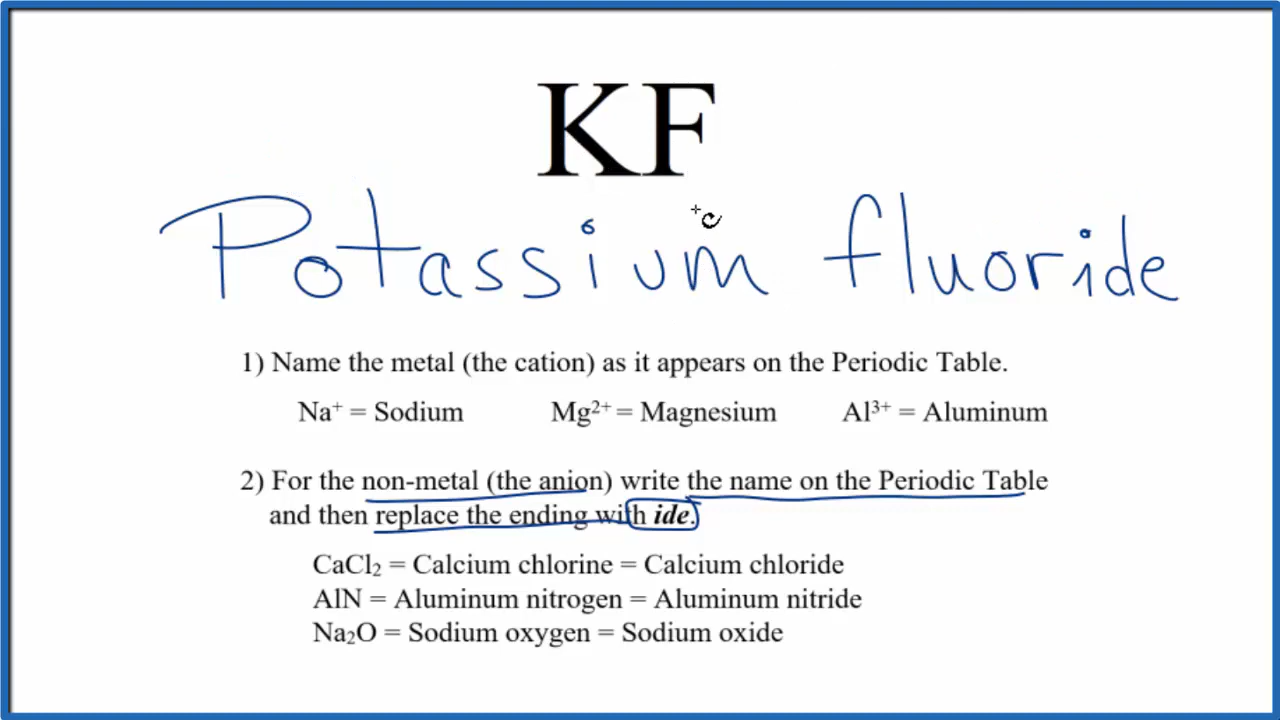 KF
Potassium fluoride
1) Name the metal (the cation) as it appears on the Periodic Table.
Na⁺ = Sodium Mg²⁺ = Magnesium Al³⁺ = Aluminum
2) For the non-metal (the anion) write the name on the Periodic Table
and then replace the ending with ide.
CaCl₂ = Calcium chlorine = Calcium chloride
AlN = Aluminum nitrogen = Aluminum nitride
Na₂O = Sodium oxygen = Sodium oxide